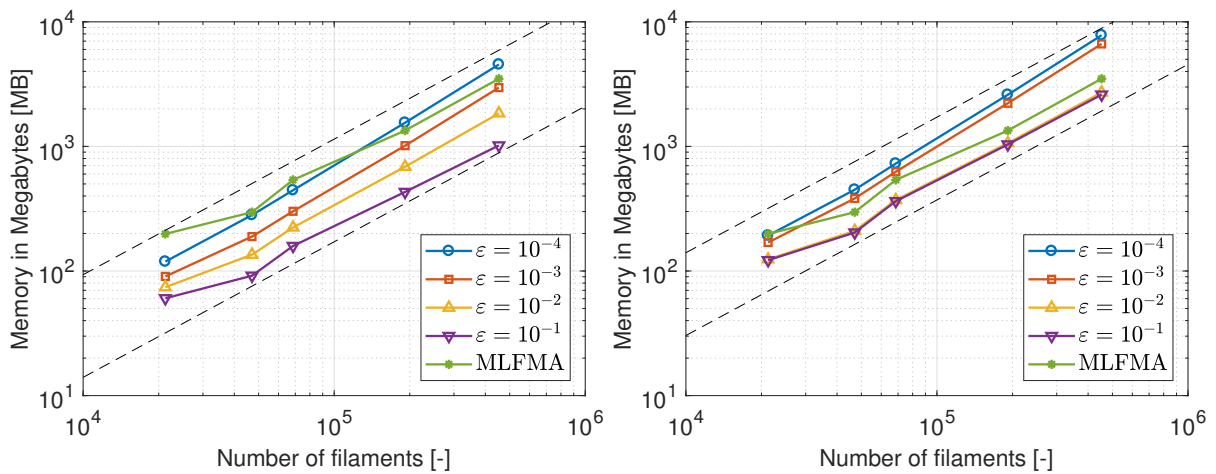 10^4
10^3
10^2
10^1
Memory in Megabytes [MB]
ε = 10^−4
ε = 10^−3
ε = 10^−2
ε = 10^−1
MLFMA
10^4
10^5
10^6
Number of filaments [-]
10^4
10^3
10^2
10^1
Memory in Megabytes [MB]
ε = 10^−4
ε = 10^−3
ε = 10^−2
ε = 10^−1
MLFMA
10^4
10^5
10^6
Number of filaments [-]